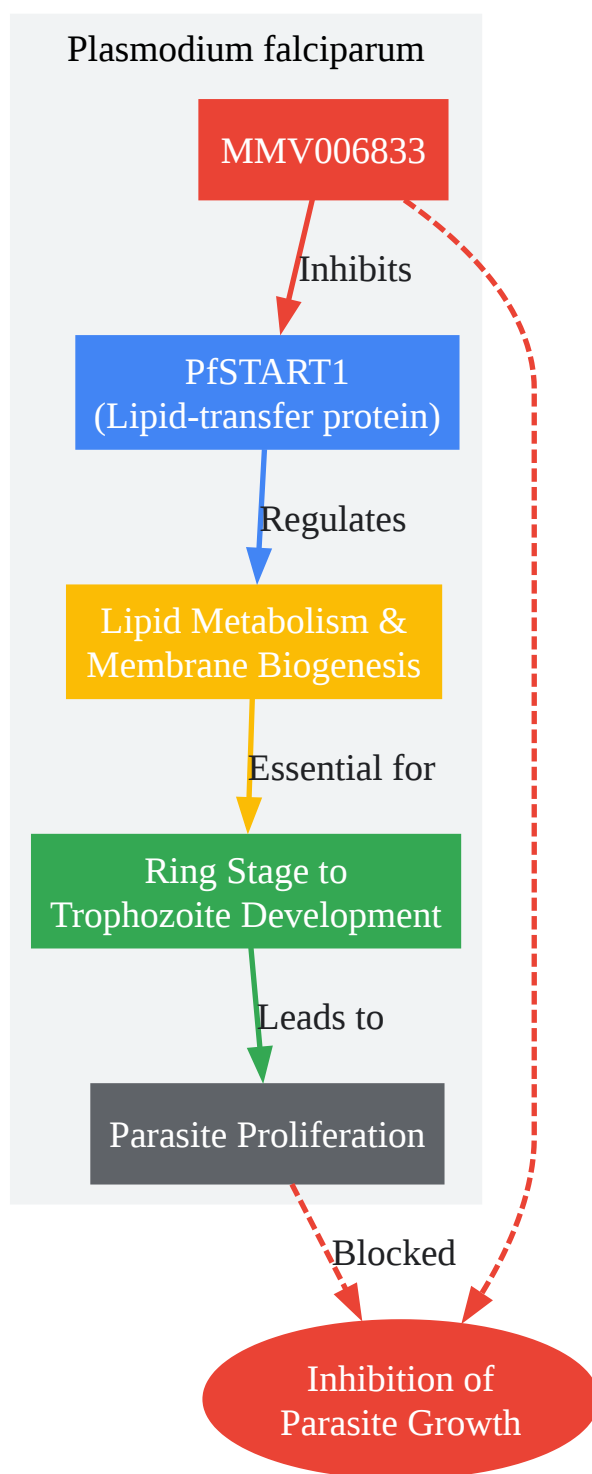 Plasmodium falciparum
MMV006833
Inhibits
PfSTART1
(Lipid-transfer protein)
Regulates
Lipid Metabolism &
Membrane Biogenesis
Essential for
Ring Stage to
Trophozoite Development
Leads to
Parasite Proliferation
Blocked
Inhibition of
Parasite Growth